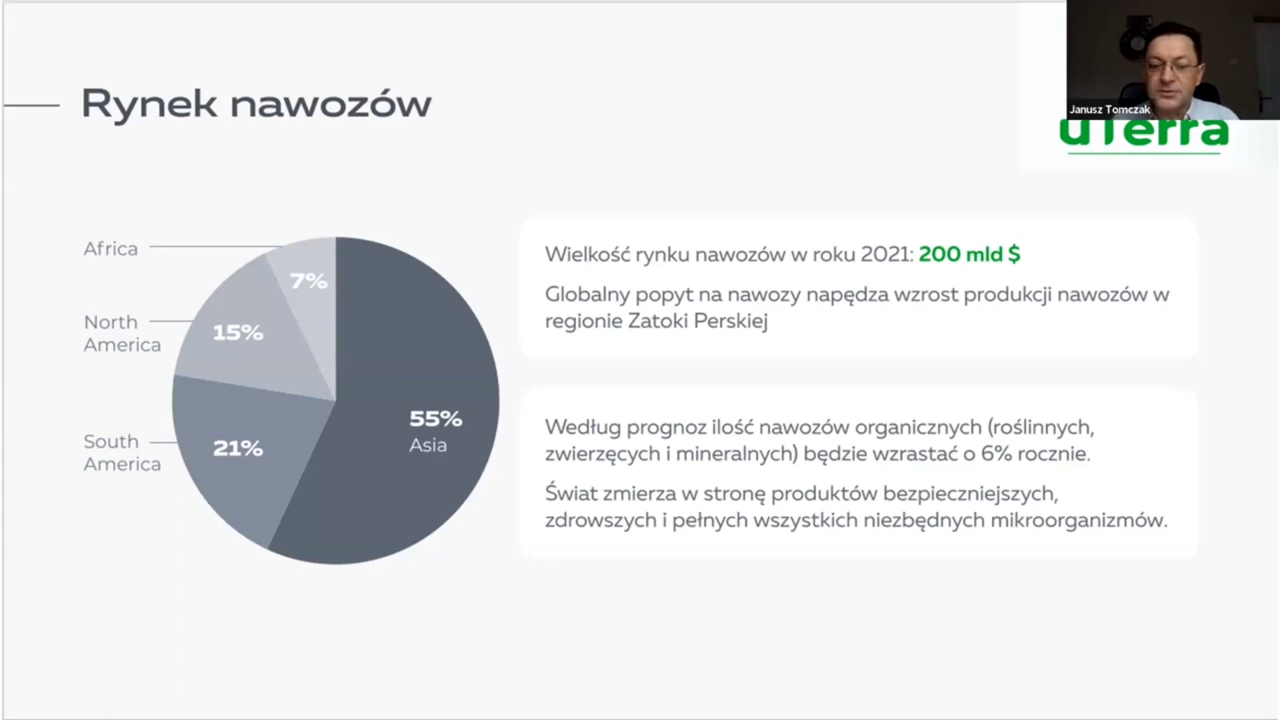 Janusz Tomczak
uTerra
Rynek nawozów
Africa
7%
North
America
15%
South
America
21%
55%
Asia
Wielkość rynku nawozów w roku 2021: 200 mld $
Globalny popyt na nawozy napędza wzrost produkcji nawozów w
regionie Zatoki Perskiej
Według prognoz ilość nawozów organicznych (roślinnych,
zwierzęcych i mineralnych) będzie wzrastać o 6% rocznie.
Świat zmierza w stronę produktów bezpieczniejszych,
zdrowszych i pełnych wszystkich niezbędnych mikroorganizmów.